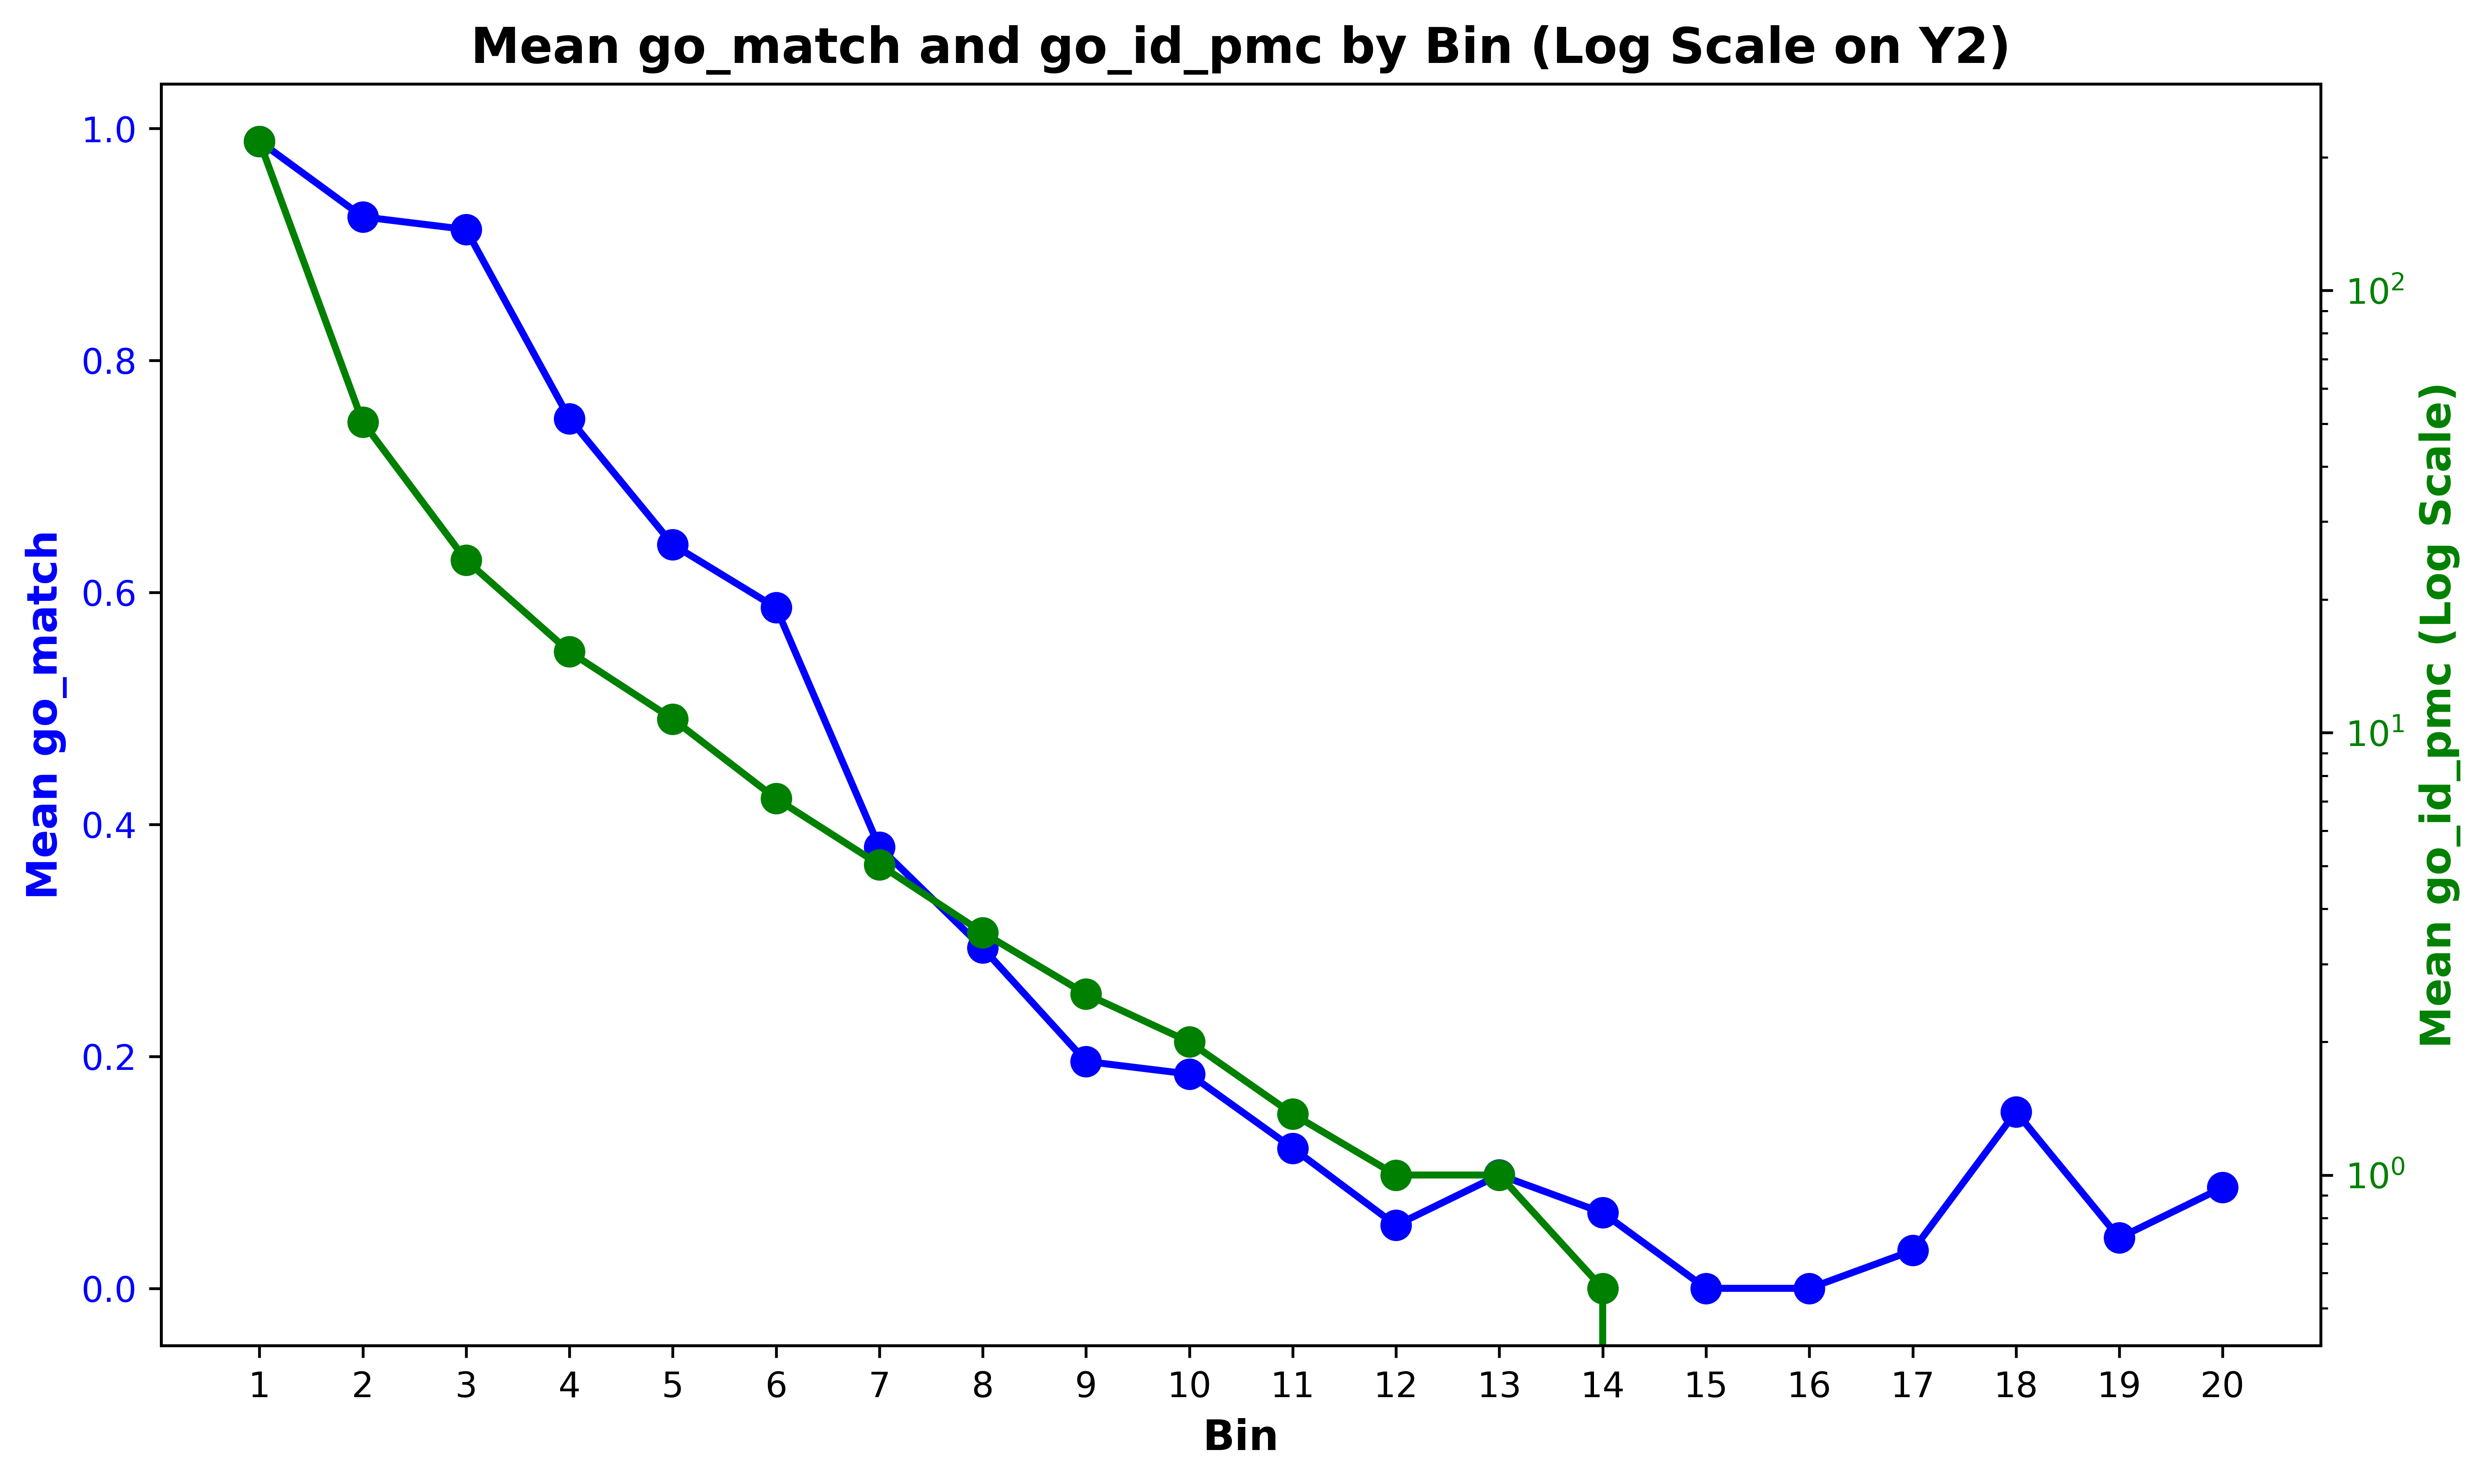 Mean go_match and go_id_pmc by Bin (Log Scale on Y2)
Mean go_match
1.0
0.8
0.6
0.4
0.2
0.0
10²
10¹
10⁰
Mean go_id_pmc (Log Scale)
1 2 3 4 5 6 7 8 9 10 11 12 13 14 15 16 17 18 19 20
Bin